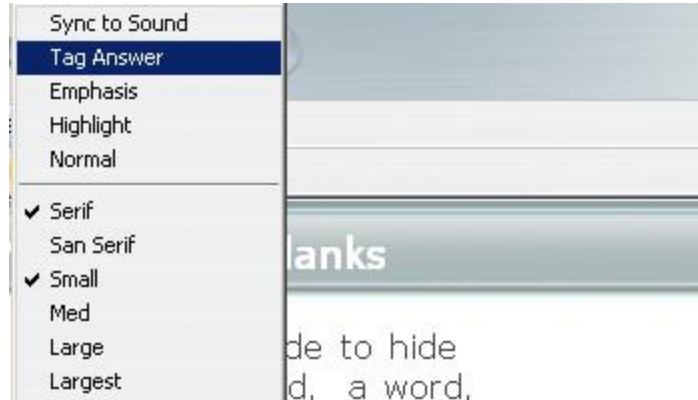 Sync to Sound
Tag Answer
Emphasis
Highlight
Normal
Serif
San Serif
Small
Med
Large
Largest
lanks
de to hide
d, a word,